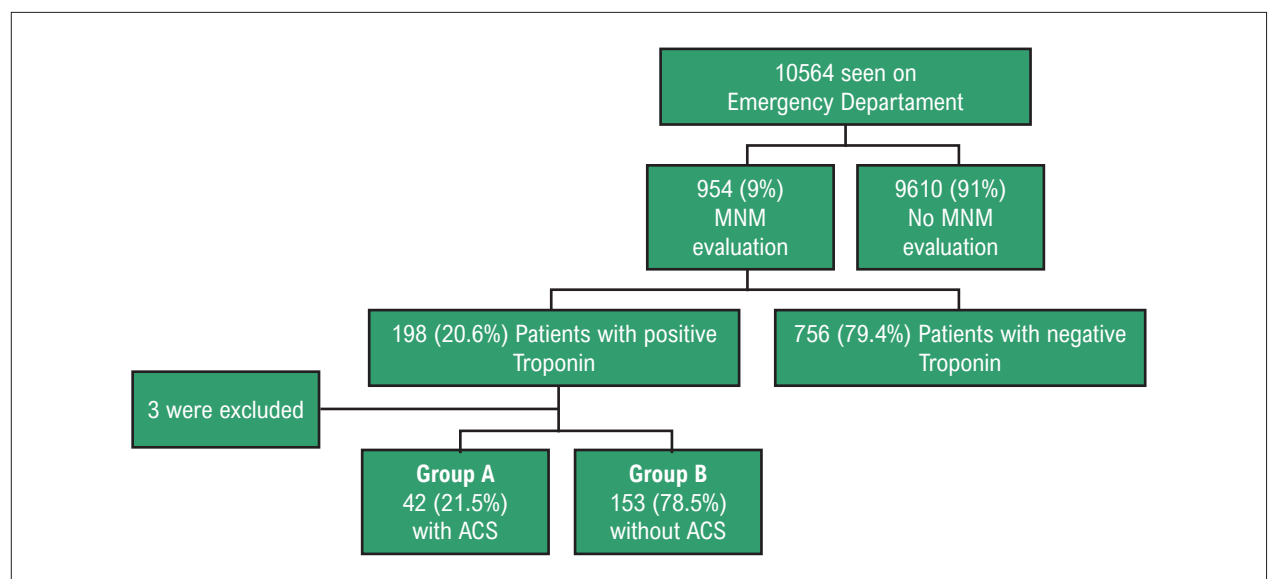 10564 seen on
Emergency Departament
954 (9%)
MNM
evaluation
9610 (91%)
No MNM
evaluation
198 (20.6%) Patients with positive
Troponin
756 (79.4%) Patients with negative
Troponin
3 were excluded
Group A
42 (21.5%)
with ACS
Group B
153 (78.5%)
without ACS